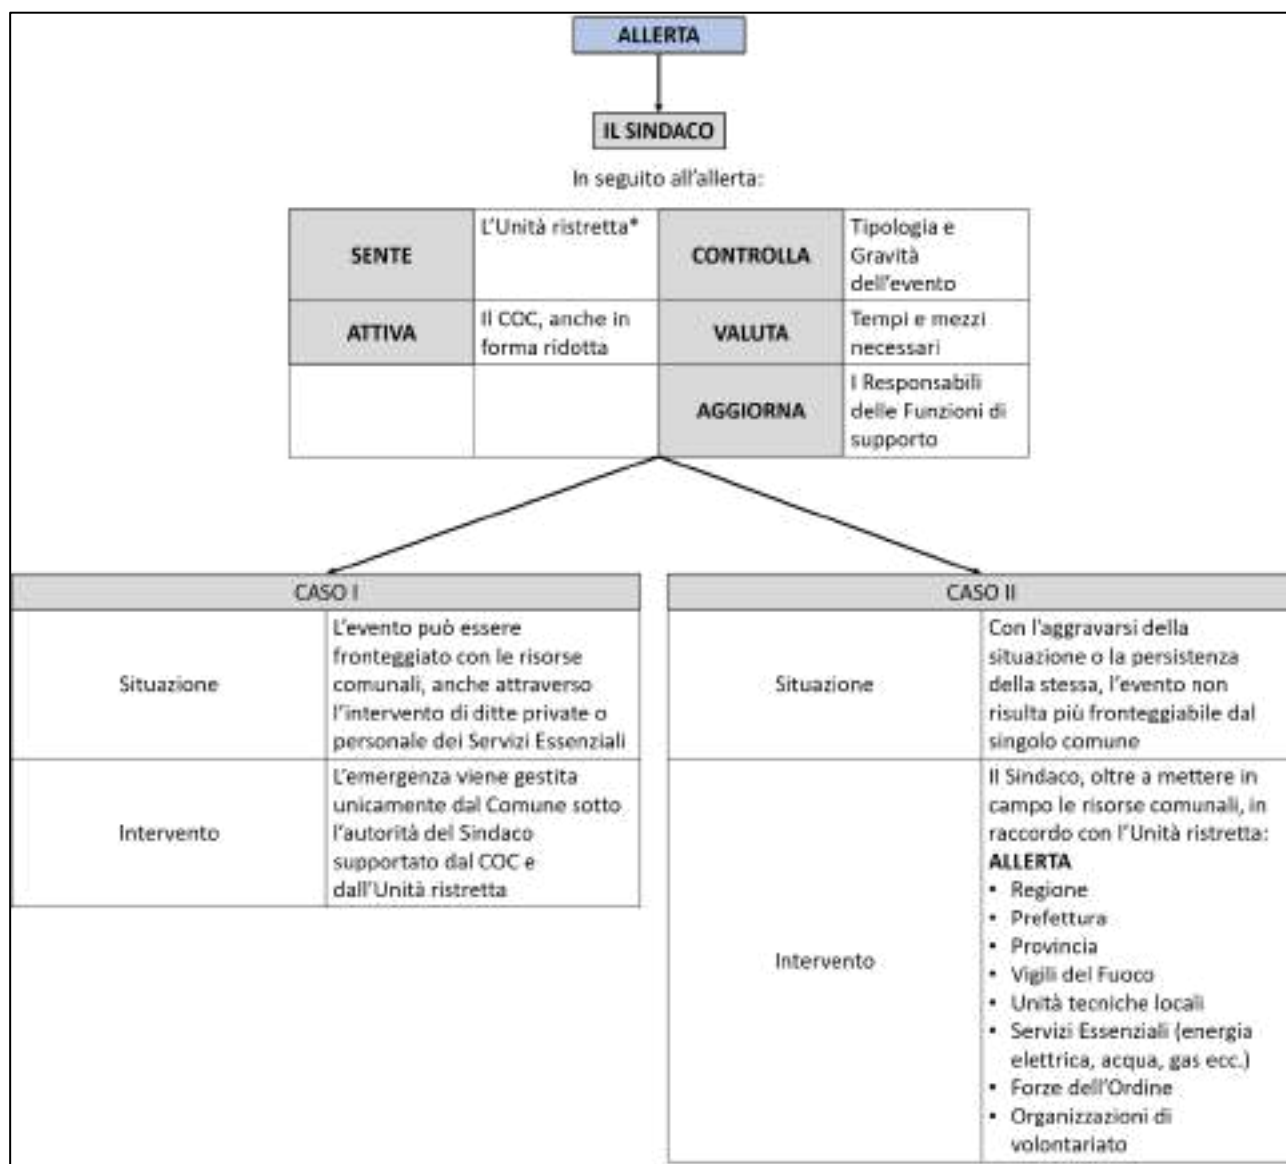 ALLERTA
IL SINDACO
In seguito all'allerta:
SENTE
L'Unità ristretta*
CONTROLLA
Tipologia e
Gravità
dell'evento
ATTIVA
Il COC, anche in
forma ridotta
VALUTA
Tempi e mezzi
necessari
AGGIORNA
I Responsabili
delle Funzioni di
supporto
CASO I
Situazione
L'evento può essere
fronteggiato con le risorse
comunali, anche attraverso
l'intervento di ditte private o
personale dei Servizi Essenziali
Intervento
L'emergenza viene gestita
unicamente dal Comune sotto
l'autorità del Sindaco
supportato dal COC e
dall'Unità ristretta
CASO II
Situazione
Con l'aggravarsi della
situazione o la persistenza
della stessa, l'evento non
risulta più fronteggiabile dal
singolo comune
Intervento
Il Sindaco, oltre a mettere in
campo le risorse comunali, in
raccordo con l'Unità ristretta:
ALLERTA
• Regione
• Prefettura
• Provincia
• Vigili del Fuoco
• Unità tecniche locali
• Servizi Essenziali (energia
elettrica, acqua, gas ecc.)
• Forze dell'Ordine
• Organizzazioni di
volontariato